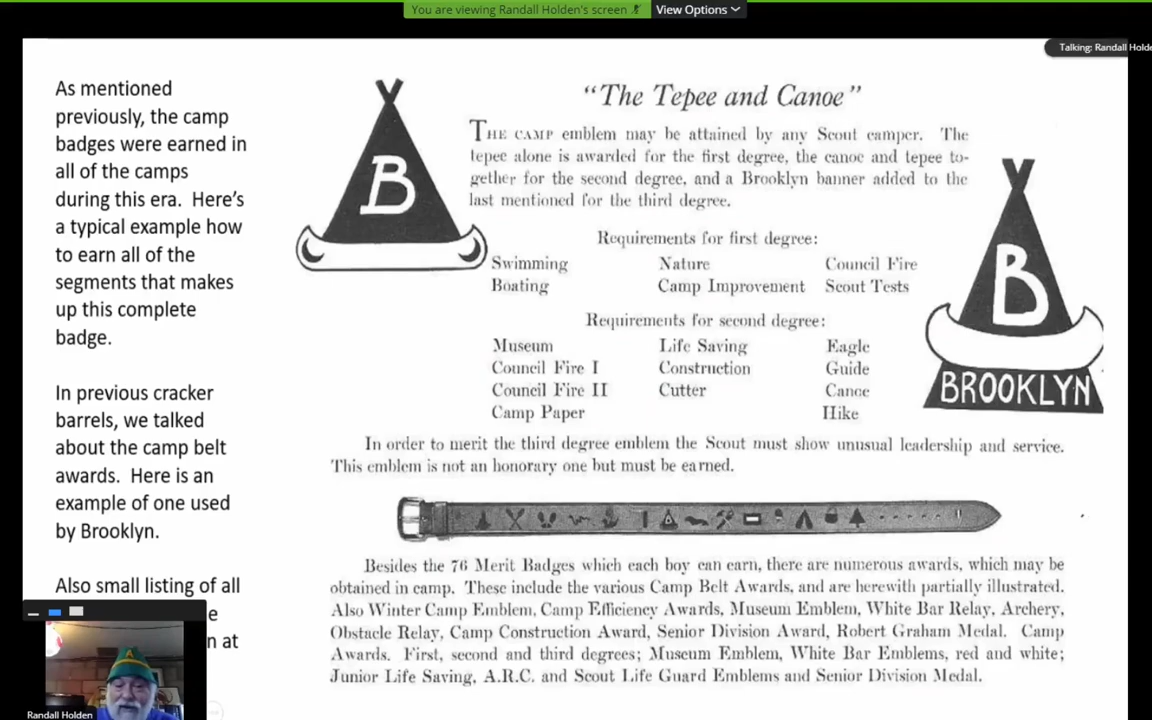 You are viewing Randall Holden's screen
View Options
Talking: Randall Holde
As mentioned
previously, the camp
badges were earned in
all of the camps
during this era. Here's
a typical example how
to earn all of the
segments that makes
up this complete
badge.
In previous cracker
barrels, we talked
about the camp belt
awards. Here is an
example of one used
by Brooklyn.
Also small listing of all
e
n at
B
"The Tepee and Canoe"
THE CAMP emblem may be attained by any Scout camper. The
tepee alone is awarded for the first degree, the canoe and tepee to-
gether for the second degree, and a Brooklyn banner added to the
last mentioned for the third degree.
Requirements for first degree:
Swimming Nature Council Fire
Boating Camp Improvement Scout Tests
Requirements for second degree:
Museum Life Saving Eagle
Council Fire I Construction Guide
Council Fire II Cutter Canoe
Camp Paper Hike
B
BROOKLYN
In order to merit the third degree emblem the Scout must show unusual leadership and service.
This emblem is not an honorary one but must be earned.
Besides the 76 Merit Badges which each boy can earn, there are numerous awards, which may be
obtained in camp. These include the various Camp Belt Awards, and are herewith partially illustrated.
Also Winter Camp Emblem, Camp Efficiency Awards, Museum Emblem, White Bar Relay, Archery,
Obstacle Relay, Camp Construction Award, Senior Division Award, Robert Graham Medal. Camp
Awards. First, second and third degrees; Museum Emblem, White Bar Emblems, red and white;
Junior Life Saving, A.R.C. and Scout Life Guard Emblems and Senior Division Medal.
A
Randall Holden